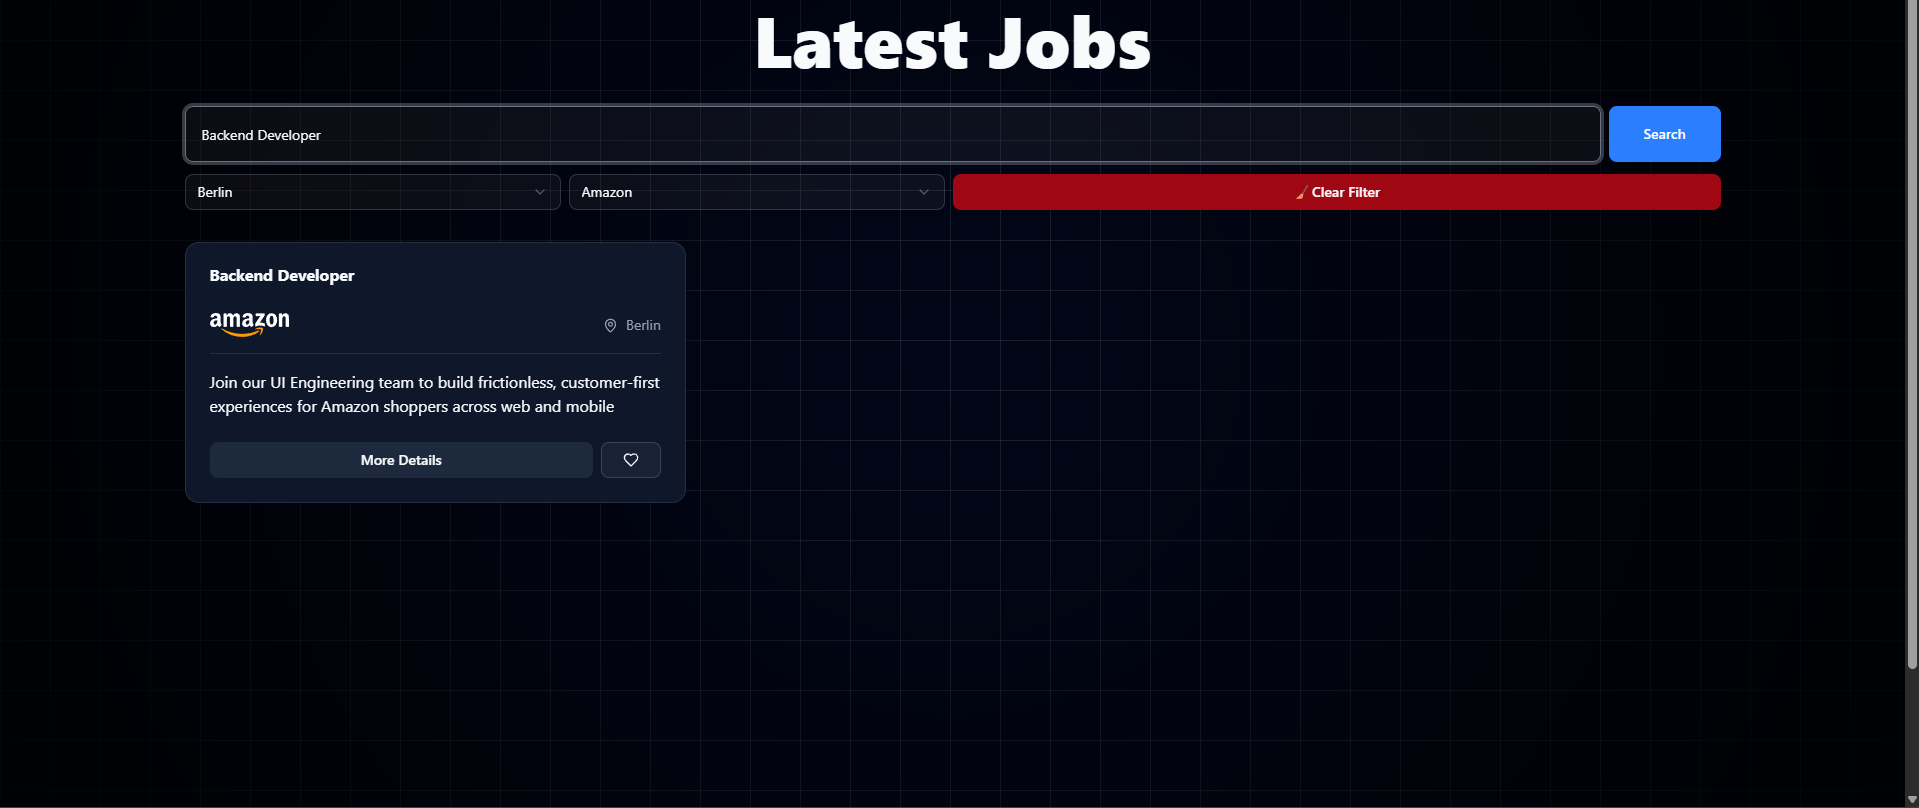 Latest Jobs
Backend Developer
Search
Berlin
Amazon
Clear Filter
Backend Developer
amazon
Berlin
Join our UI Engineering team to build frictionless, customer-first
experiences for Amazon shoppers across web and mobile
More Details